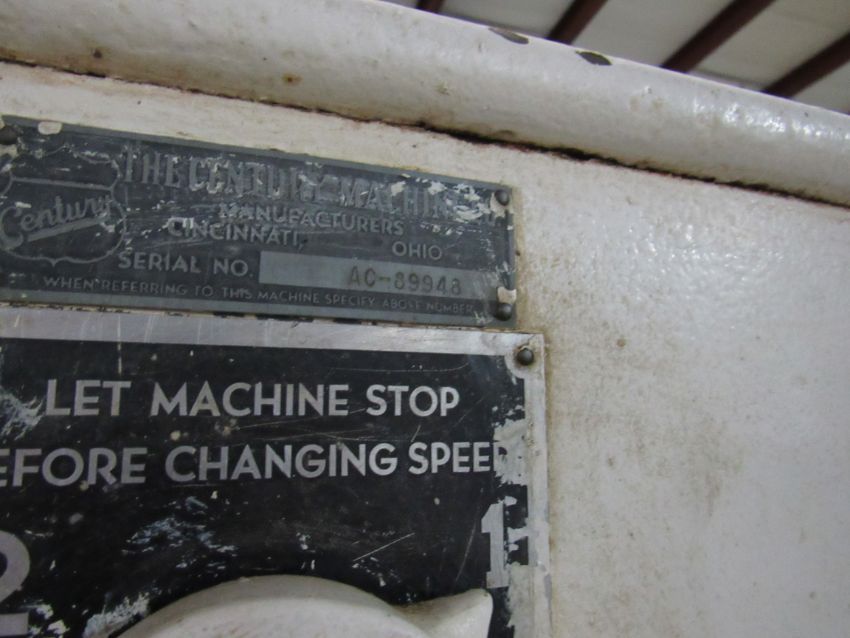 Century
THE CENTURY MACHINE
MANUFACTURERS
CINCINNATI, OHIO
SERIAL NO. AC-89948
WHEN REFERRING TO THIS MACHINE SPECIFY ABOVE NUMBER
LET MACHINE STOP
EFORE CHANGING SPEE
2 1